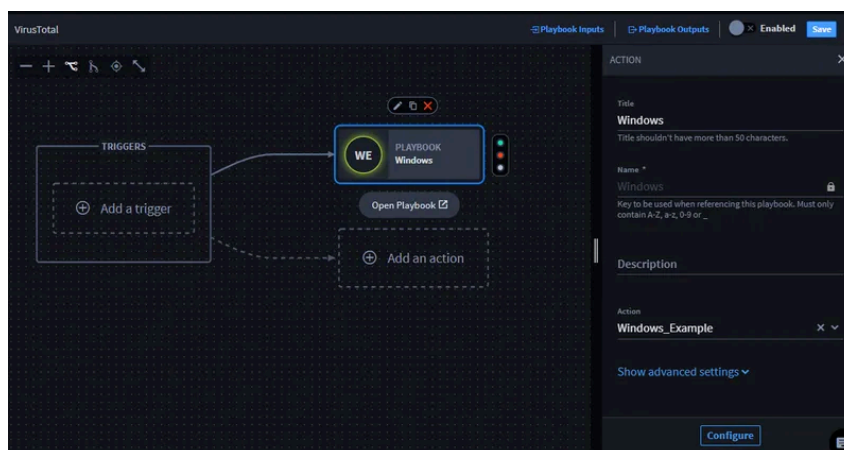 VirusTotal
Playbook Inputs
Playbook Outputs
Enabled
Save
TRIGGERS
Add a trigger
WE
PLAYBOOK
Windows
Open Playbook
Add an action
ACTION
Title
Windows
Title shouldn't have more than 50 characters.
Name *
Windows
Key to be used when referencing this playbook. Must only
contain A-Z, a-z, 0-9 or _
Description
Action
Windows_Example
Show advanced settings
Configure